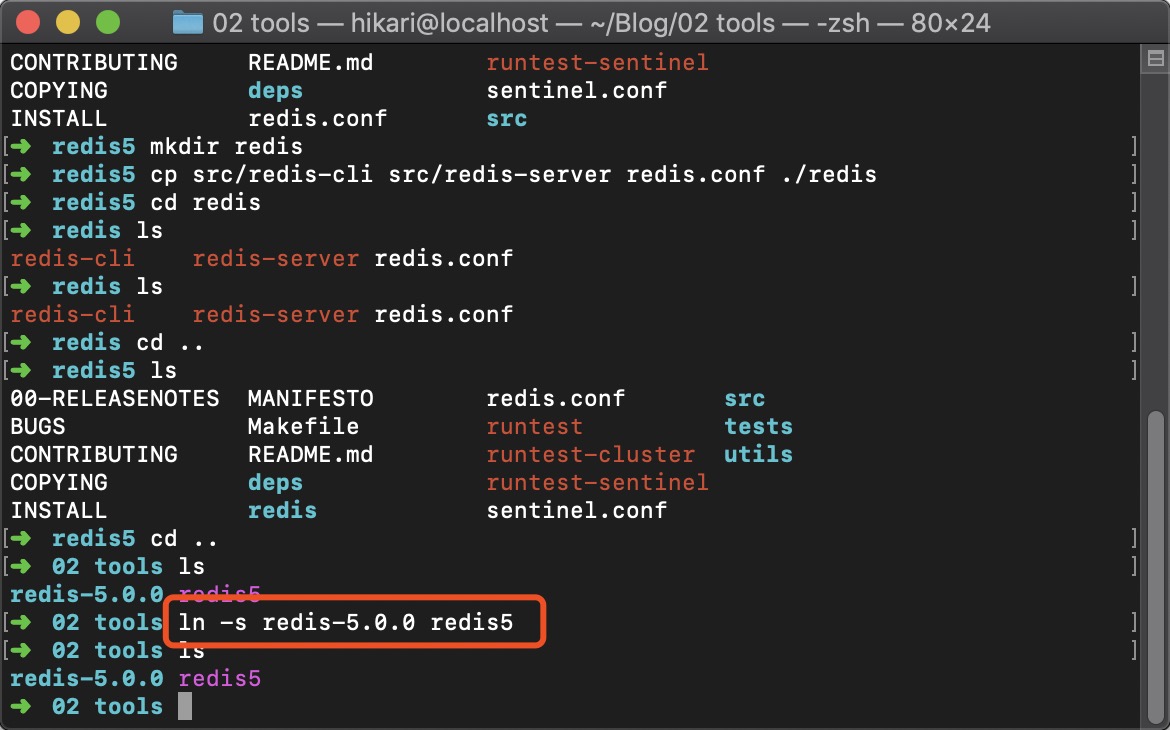 02 tools — hikari@localhost — ~/Blog/02 tools — -zsh — 80×24
CONTRIBUTING README.md runtest-sentinel
COPYING deps sentinel.conf
INSTALL redis.conf src
[➜ redis5 mkdir redis ]
[➜ redis5 cp src/redis-cli src/redis-server redis.conf ./redis ]
[➜ redis5 cd redis ]
[➜ redis ls ]
redis-cli redis-server redis.conf
[➜ redis ls ]
redis-cli redis-server redis.conf
[➜ redis cd .. ]
[➜ redis5 ls ]
00-RELEASENOTES MANIFESTO redis.conf src
BUGS Makefile runtest tests
CONTRIBUTING README.md runtest-cluster utils
COPYING deps runtest-sentinel
INSTALL redis sentinel.conf
[➜ redis5 cd .. ]
[➜ 02 tools ls ]
redis-5.0.0 redis5
[➜ 02 tools ln -s redis-5.0.0 redis5 ]
[➜ 02 tools ls ]
redis-5.0.0 redis5
➜ 02 tools